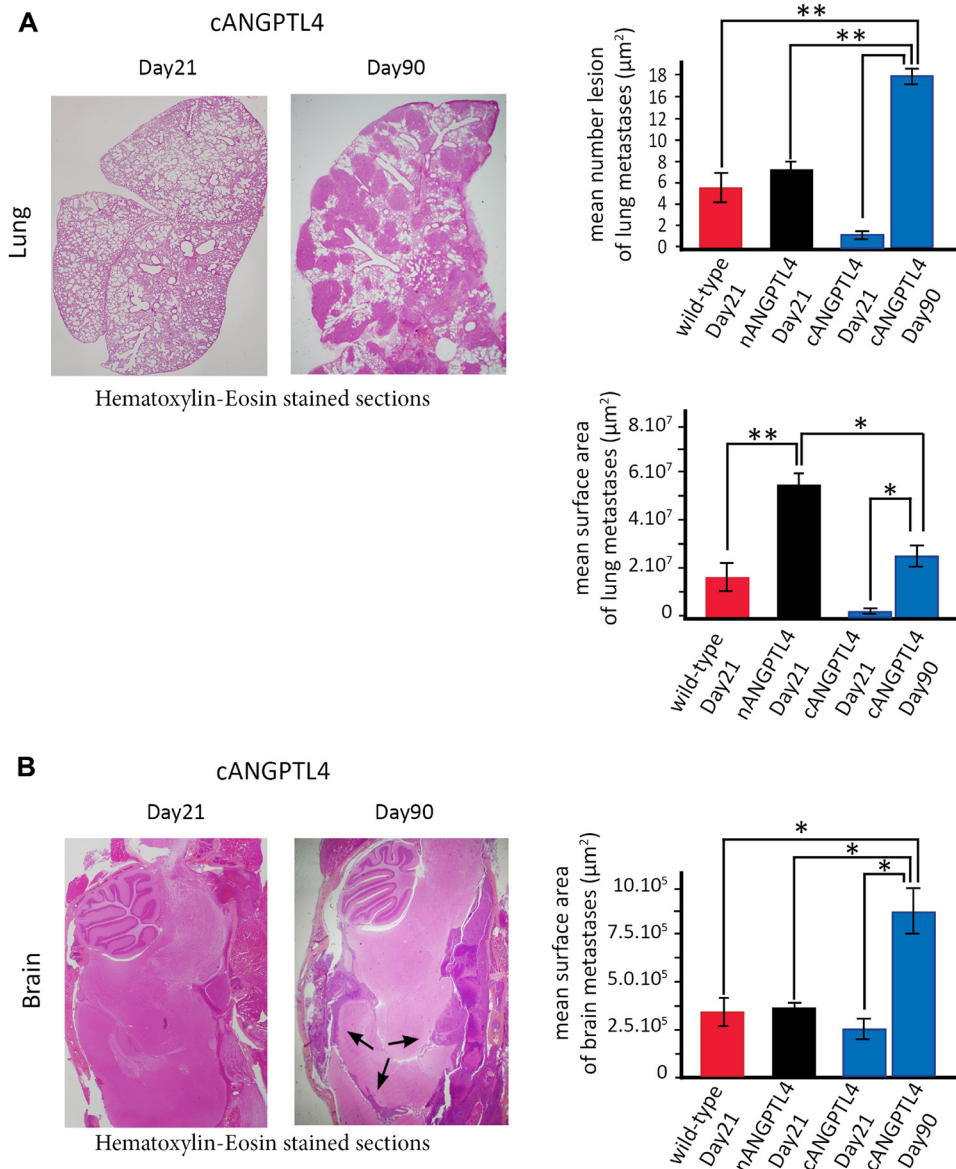 A
cANGPTL4
Day21
Day90
Lung
Hematoxylin-Eosin stained sections
mean number lesion
of lung metastases (µm²)
18
16
8
6
4
2
0
**
**
wild-type
Day21
nANGPTL4
Day21
cANGPTL4
Day21
cANGPTL4
Day90
mean surface area
of lung metastases (µm²)
8.10⁷
6.10⁷
4.10⁷
2.10⁷
0
**
*
*
wild-type
Day21
nANGPTL4
Day21
cANGPTL4
Day21
cANGPTL4
Day90
B
cANGPTL4
Day21
Day90
Brain
Hematoxylin-Eosin stained sections
mean surface area
of brain metastases (µm²)
10.10⁵
7.5.10⁵
5.0.10⁵
2.5.10⁵
0
*
*
*
wild-type
Day21
nANGPTL4
Day21
cANGPTL4
Day21
cANGPTL4
Day90